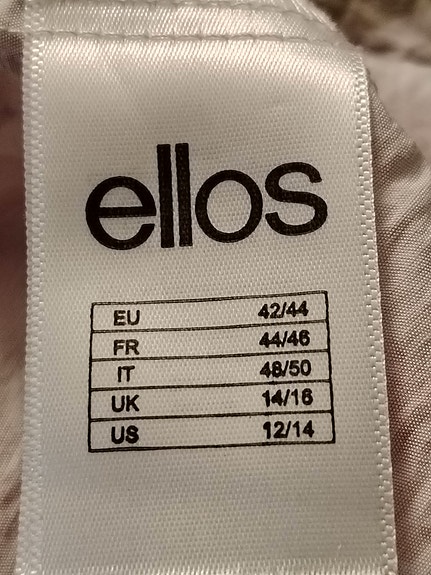 ellos
EU 42/44
FR 44/46
IT 48/50
UK 14/16
US 12/14